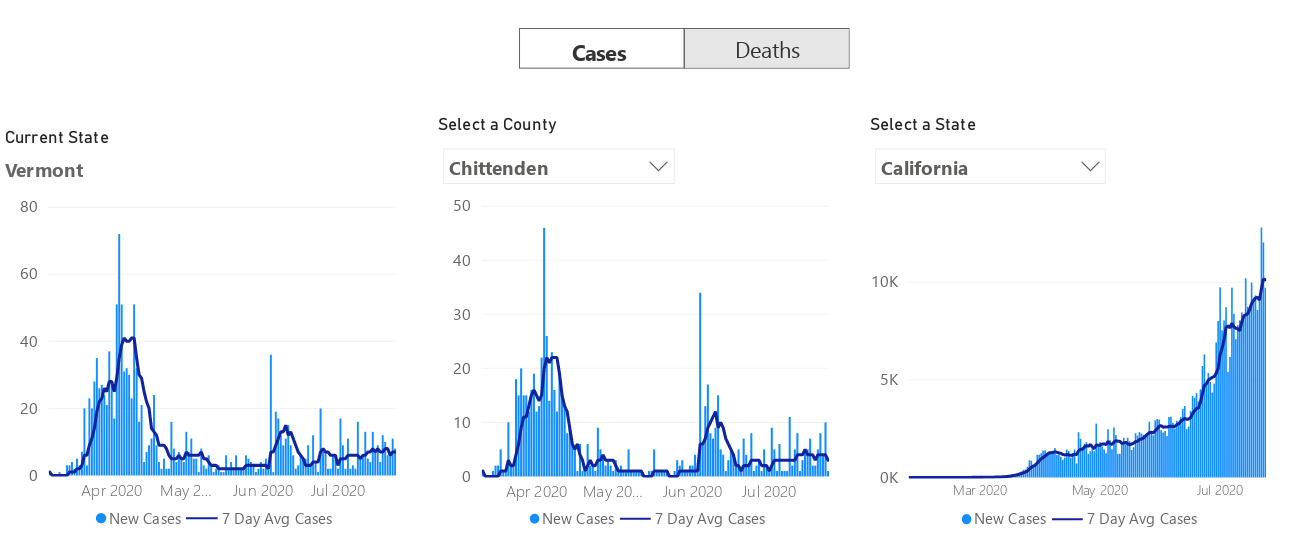 Cases Deaths
Current State
Vermont
80
60
40
20
0
Apr 2020 May 2... Jun 2020 Jul 2020
New Cases 7 Day Avg Cases
Select a County
Chittenden
50
40
30
20
10
0
Apr 2020 May 20... Jun 2020 Jul 2020
New Cases 7 Day Avg Cases
Select a State
California
10K
5K
0K
Mar 2020 May 2020 Jul 2020
New Cases 7 Day Avg Cases